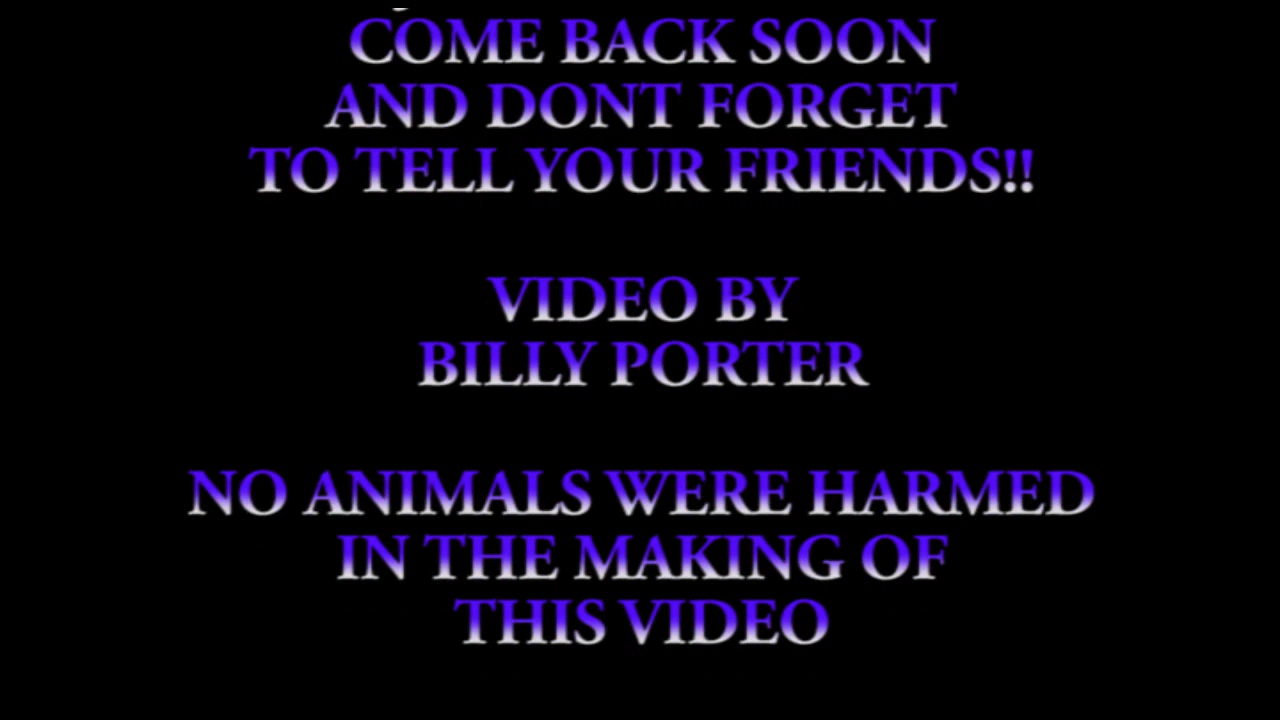 COME BACK SOON
AND DONT FORGET
TO TELL YOUR FRIENDS!!
VIDEO BY
BILLY PORTER
NO ANIMALS WERE HARMED
IN THE MAKING OF
THIS VIDEO